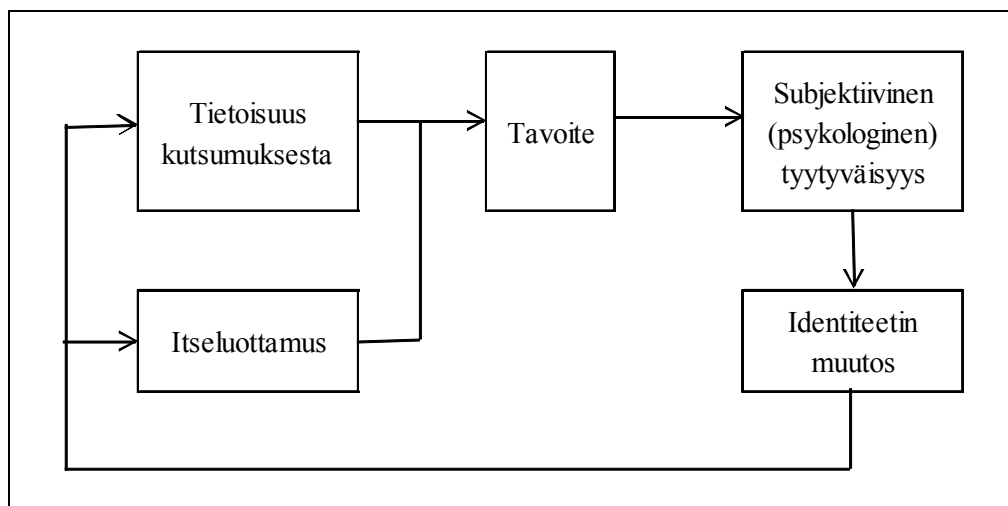 Tietoisuus
kutsumuksesta
Tavoite
Subjektiivinen
(psykologinen)
tyytyväisyys
Itseluottamus
Identiteetin
muutos